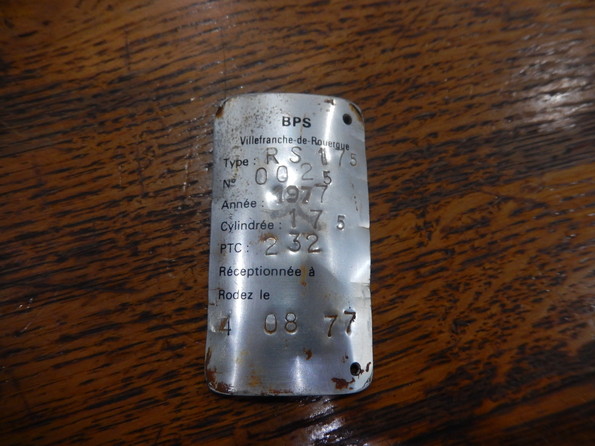 BPS
Villefranche-de-Rouergue
Type : RS 175
N° 0025
Année : 1977
Cylindrée : 175
PTC : 232
Réceptionnée à
Rodez le
4 08 77